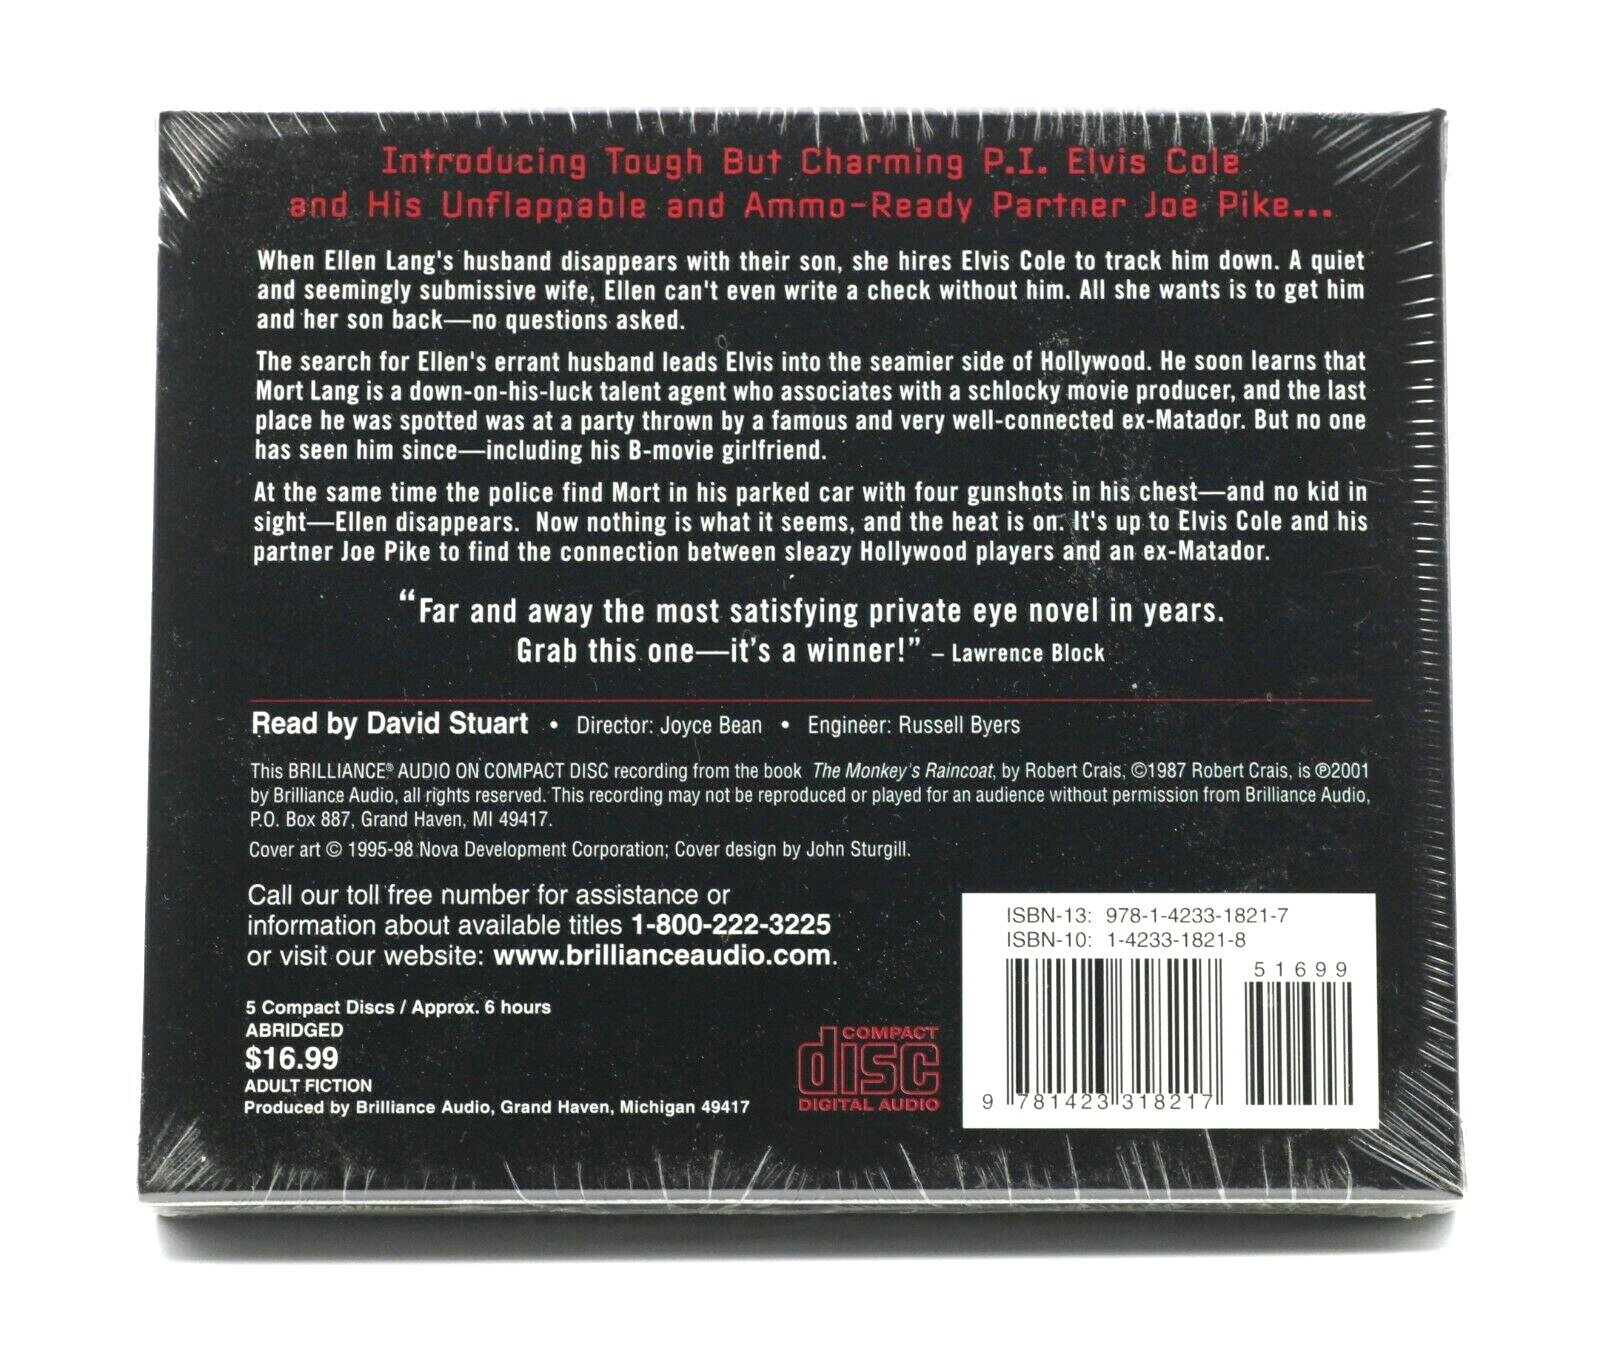 Introducing Tough But Charming P.I. Elvis Cole
and His Unflappable and Ammo-Ready Partner Joe Pike...
When Ellen Lang's husband disappears with their son, she hires Elvis Cole to track him down. A quiet
and seemingly submissive wife, Ellen can't even write a check without him. All she wants is to get him
and her son back—no questions asked.
The search for Ellen's errant husband leads Elvis into the seamier side of Hollywood. He soon learns that
Mort Lang is a down-on-his-luck talent agent who associates with a schlocky movie producer, and the last
place he was spotted was at a party thrown by a famous and very well-connected ex-Matador. But no one
has seen him since—including his B-movie girlfriend.
At the same time the police find Mort in his parked car with four gunshots in his chest—and no kid in
sight—Ellen disappears. Now nothing is what it seems, and the heat is on. It's up to Elvis Cole and his
partner Joe Pike to find the connection between sleazy Hollywood players and an ex-Matador.
“Far and away the most satisfying private eye novel in years.
Grab this one—it’s a winner!” – Lawrence Block
Read by David Stuart • Director: Joyce Bean • Engineer: Russell Byers
This BRILLIANCE® AUDIO ON COMPACT DISC recording from the book The Monkey's Raincoat, by Robert Crais, ©1987 Robert Crais, is ℗2001
by Brilliance Audio, all rights reserved. This recording may not be reproduced or played for an audience without permission from Brilliance Audio,
P.O. Box 887, Grand Haven, MI 49417.
Cover art © 1995-98 Nova Development Corporation; Cover design by John Sturgill.
Call our toll free number for assistance or
information about available titles 1-800-222-3225
or visit our website: www.brillianceaudio.com.
5 Compact Discs / Approx. 6 hours
ABRIDGED
$16.99
ADULT FICTION
Produced by Brilliance Audio, Grand Haven, Michigan 49417
COMPACT
disc
DIGITAL AUDIO
ISBN-13: 978-1-4233-1821-7
ISBN-10: 1-4233-1821-8
51699
9 781423 318217